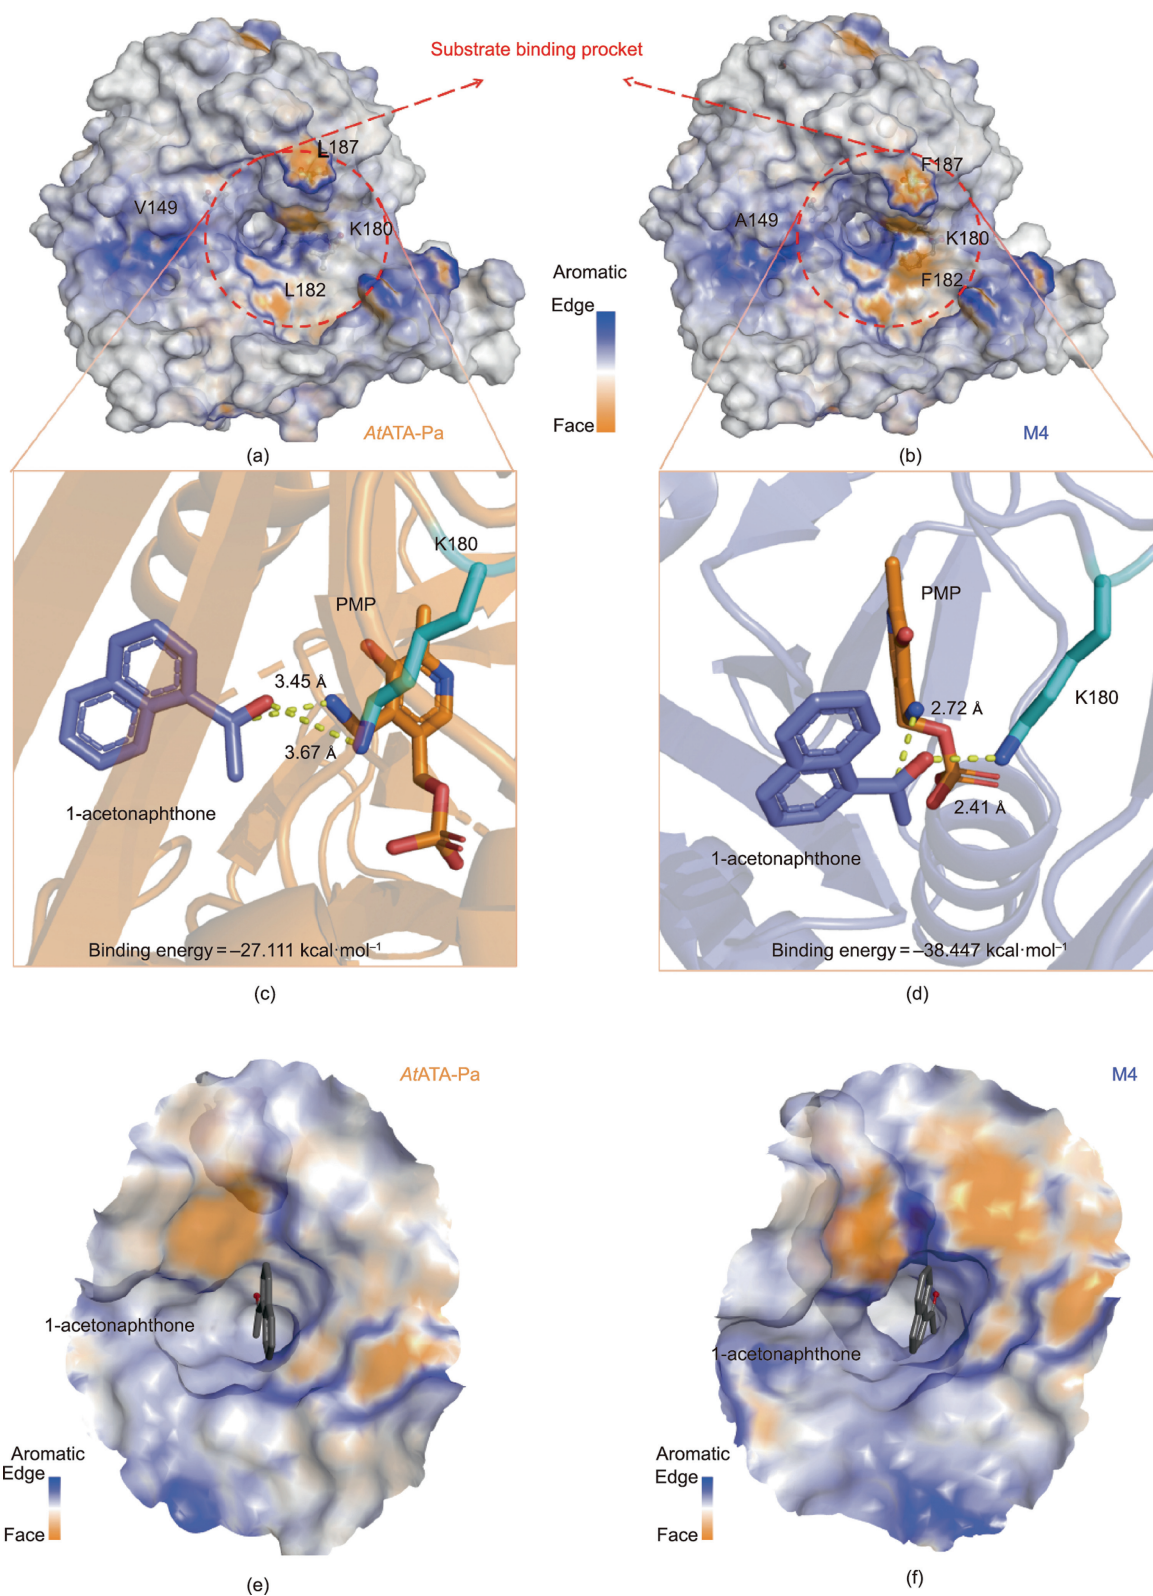 Substrate binding procket
L187
V149
K180
L182
F187
A149
K180
F182
Aromatic
Edge
Face
AtATA-Pa
M4
(a)
(b)
K180
PMP
3.45 Å
3.67 Å
1-acetonaphthone
Binding energy = –27.111 kcal·mol⁻¹
PMP
K180
2.72 Å
2.41 Å
1-acetonaphthone
Binding energy = –38.447 kcal·mol⁻¹
(c)
(d)
AtATA-Pa
M4
1-acetonaphthone
1-acetonaphthone
Aromatic
Edge
Face
Aromatic
Edge
Face
(e)
(f)